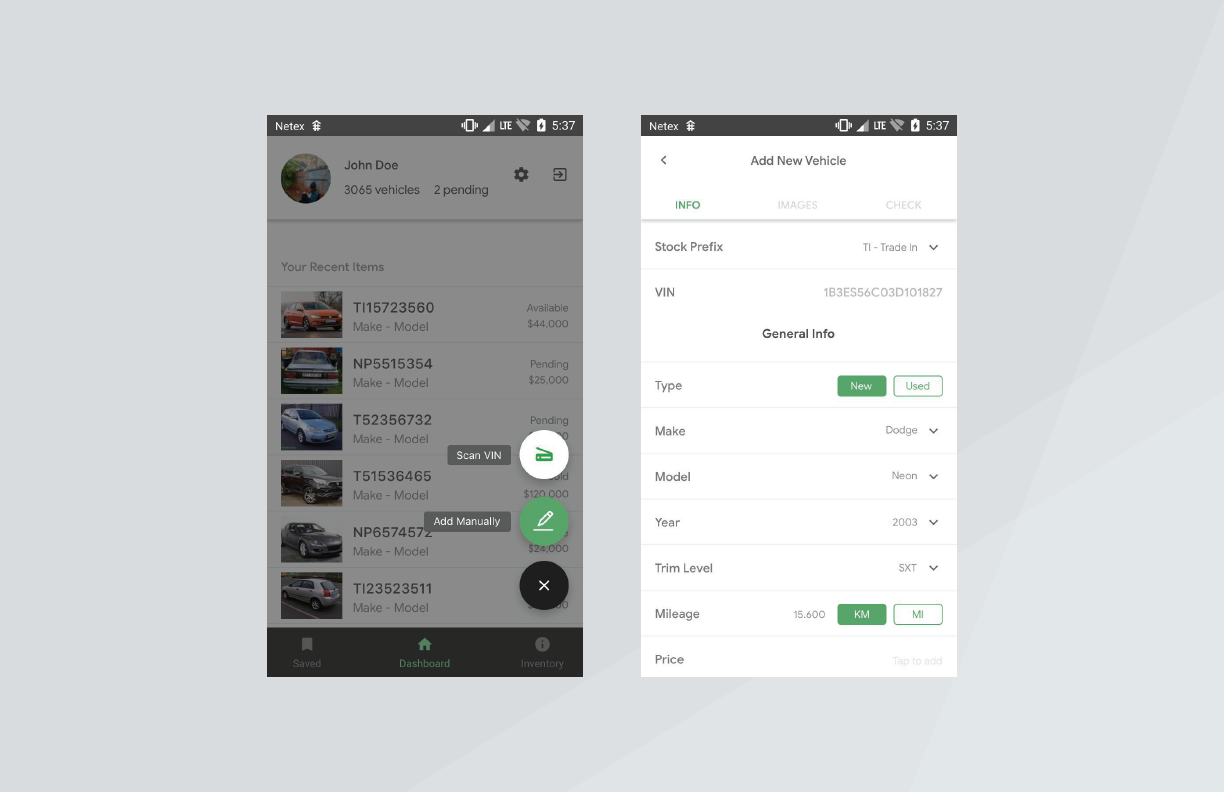 Netex LTE 5:37
John Doe
3065 vehicles 2 pending
Your Recent Items
TI15723560 Available
Make - Model $44,000
NP5515354 Pending
Make - Model $25,000
T52356732 Pending
Make - Model
Scan VIN
T51536465
Make - Model $120,000
Add Manually
NP6574572
Make - Model $24,000
TI23523511
Make - Model
Saved Dashboard Inventory
Netex LTE 5:37
Add New Vehicle
INFO IMAGES CHECK
Stock Prefix TI - Trade In
VIN 1B3ES56C03D101827
General Info
Type New Used
Make Dodge
Model Neon
Year 2003
Trim Level SXT
Mileage 15.600 KM MI
Price Tap to add